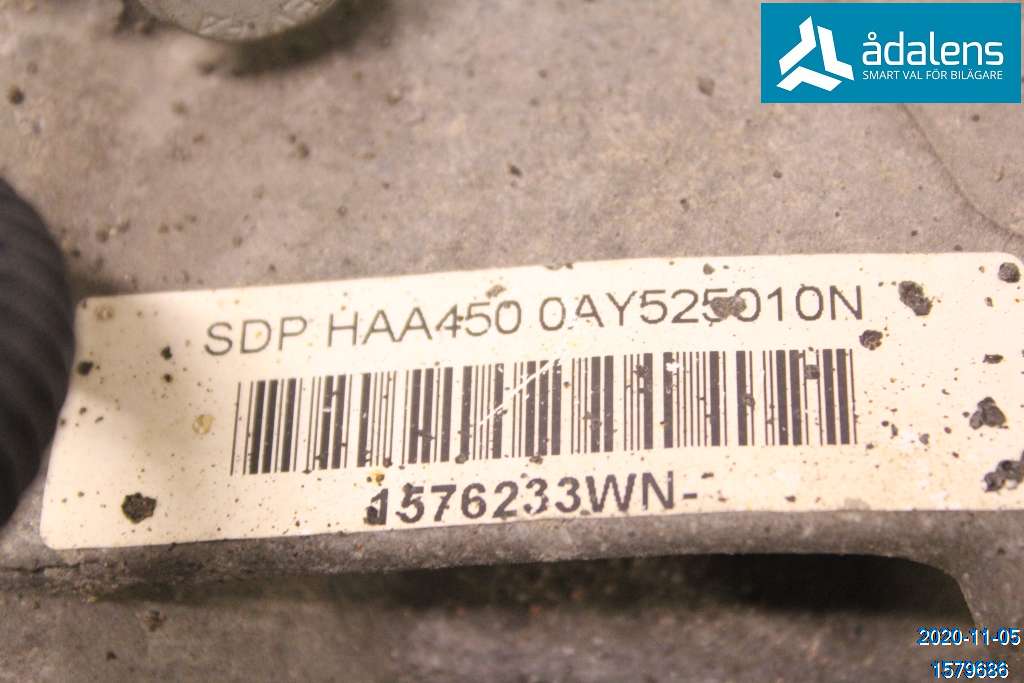 ådalens
SMART VAL FÖR BILÄGARE
SDP HAA450 0AY525010N
1576233WN-
2020-11-05
1579686